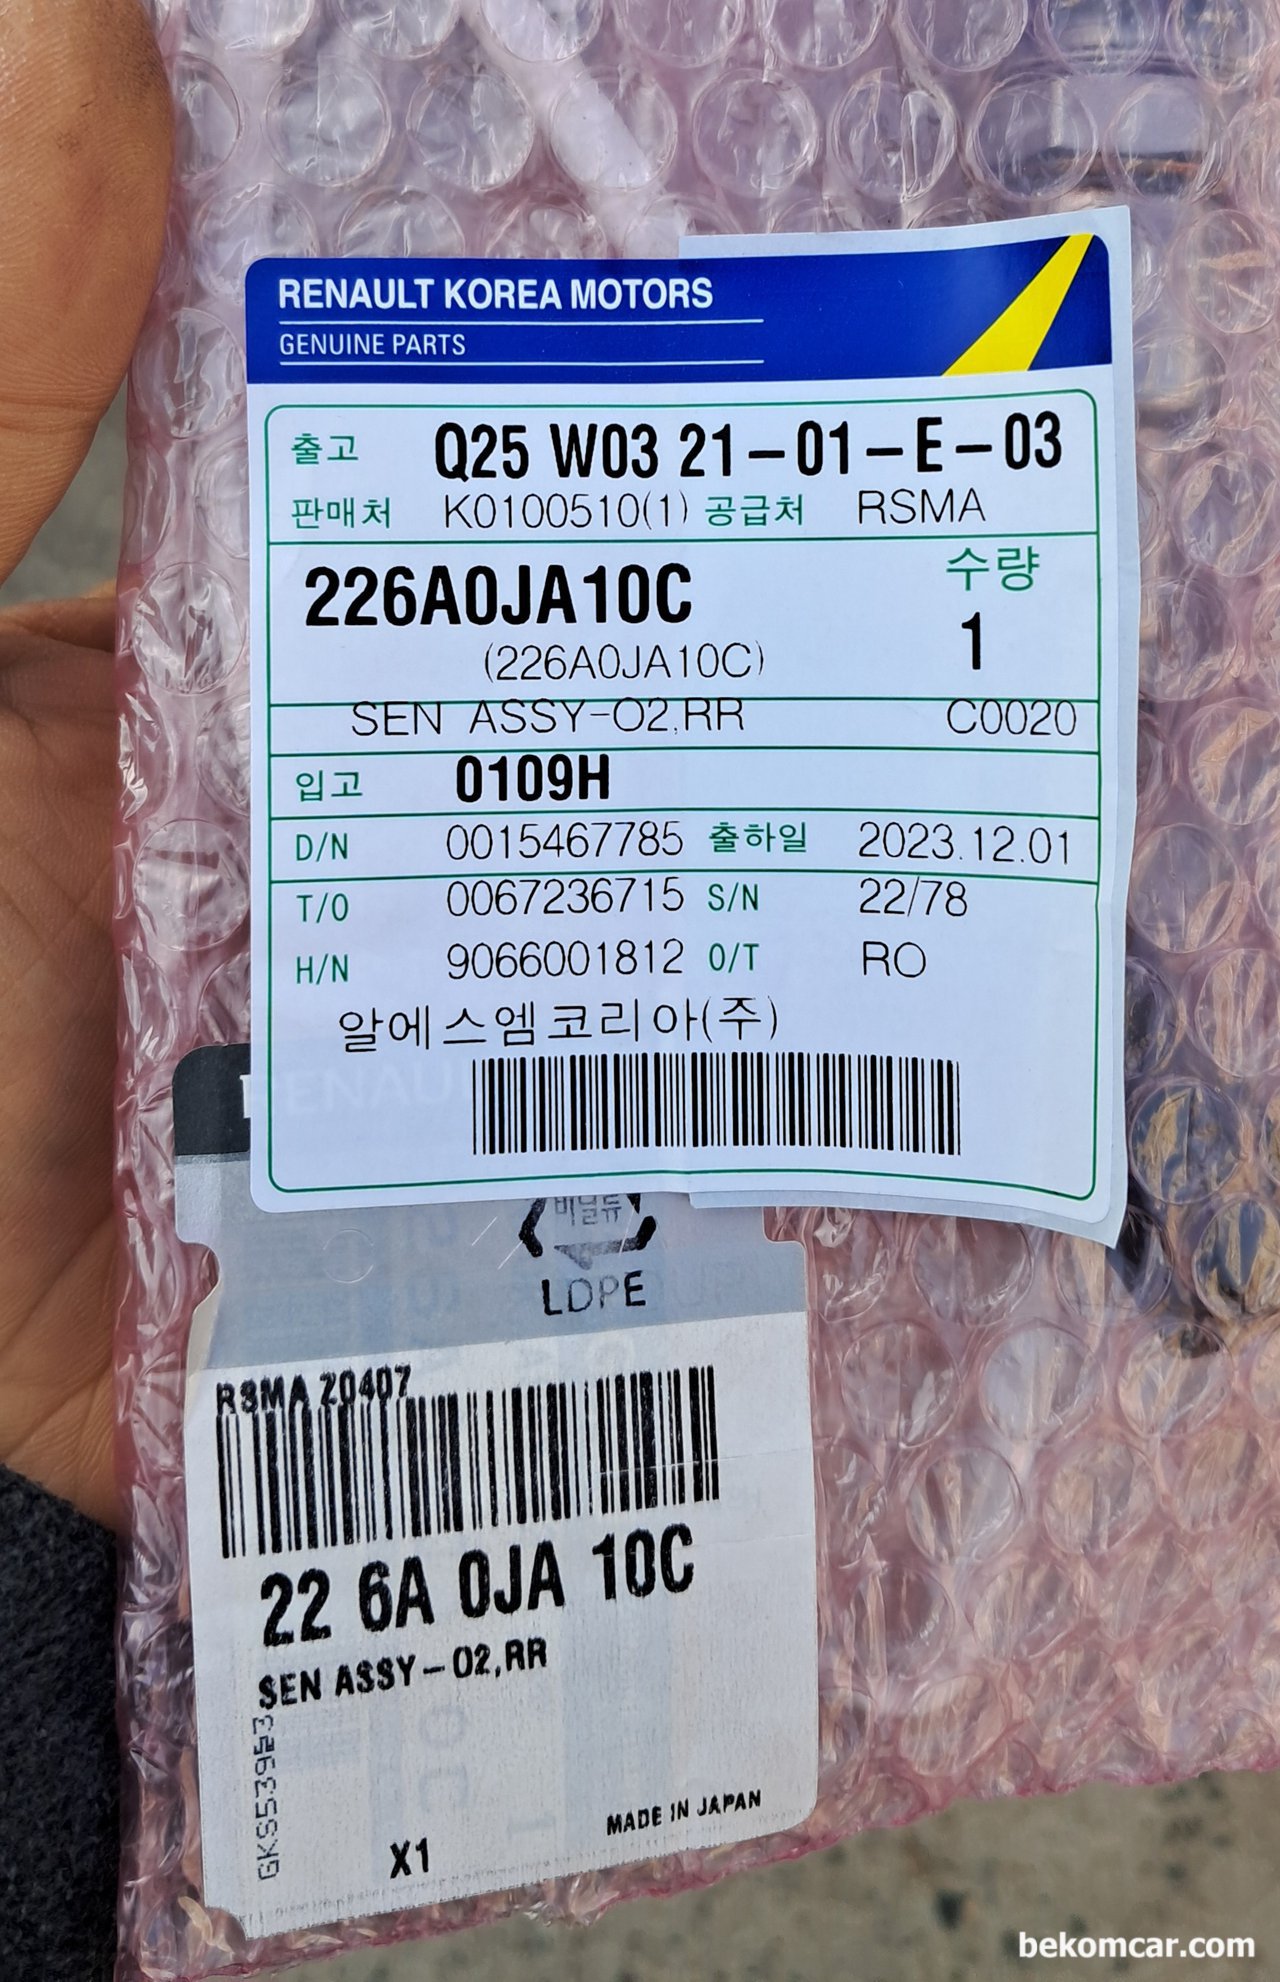 RENAULT KOREA MOTORS
GENUINE PARTS
출고 Q25 W03 21-01-E-03
판매처 K0100510(1) 공급처 RSMA
226A0JA10C 수량
(226A0JA10C) 1
SEN ASSY-O2,RR C0020
입고 0109H
D/N 0015467785 출하일 2023.12.01
T/O 0067236715 S/N 22/78
H/N 9066001812 O/T RO
알에스엠코리아(주)
RENAU
비닐류
LDPE
RSMA Z0407
22 6A 0JA 10C
SEN ASSY-O2,RR
GKS53953
MADE IN JAPAN
X1
bekomcar.com